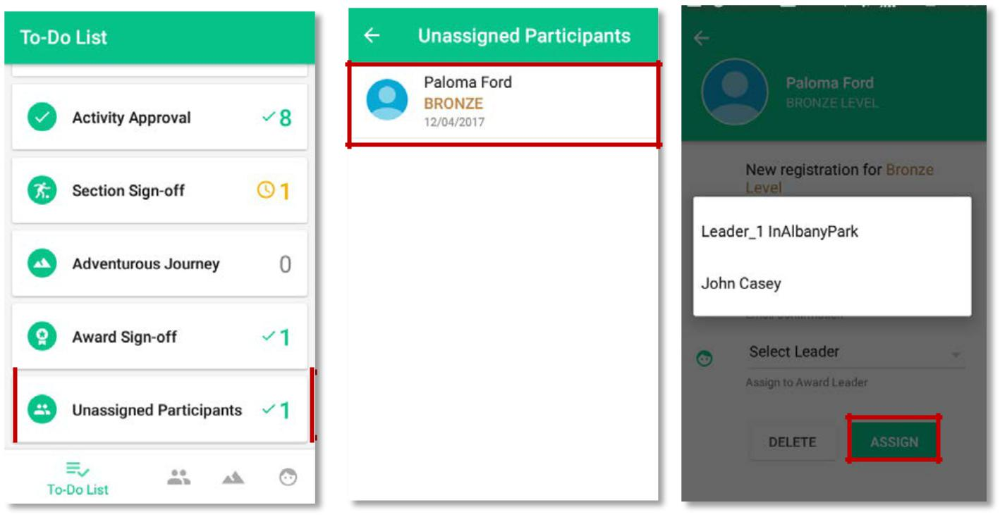 To-Do List
Activity Approval
8
Section Sign-off
1
Adventurous Journey
0
Award Sign-off
1
Unassigned Participants
1
To-Do List
Unassigned Participants
Paloma Ford
BRONZE
12/04/2017
Paloma Ford
BRONZE LEVEL
New registration for Bronze
Level
Leader_1 InAlbanyPark
John Casey
Select Leader
Assign to Award Leader
DELETE
ASSIGN